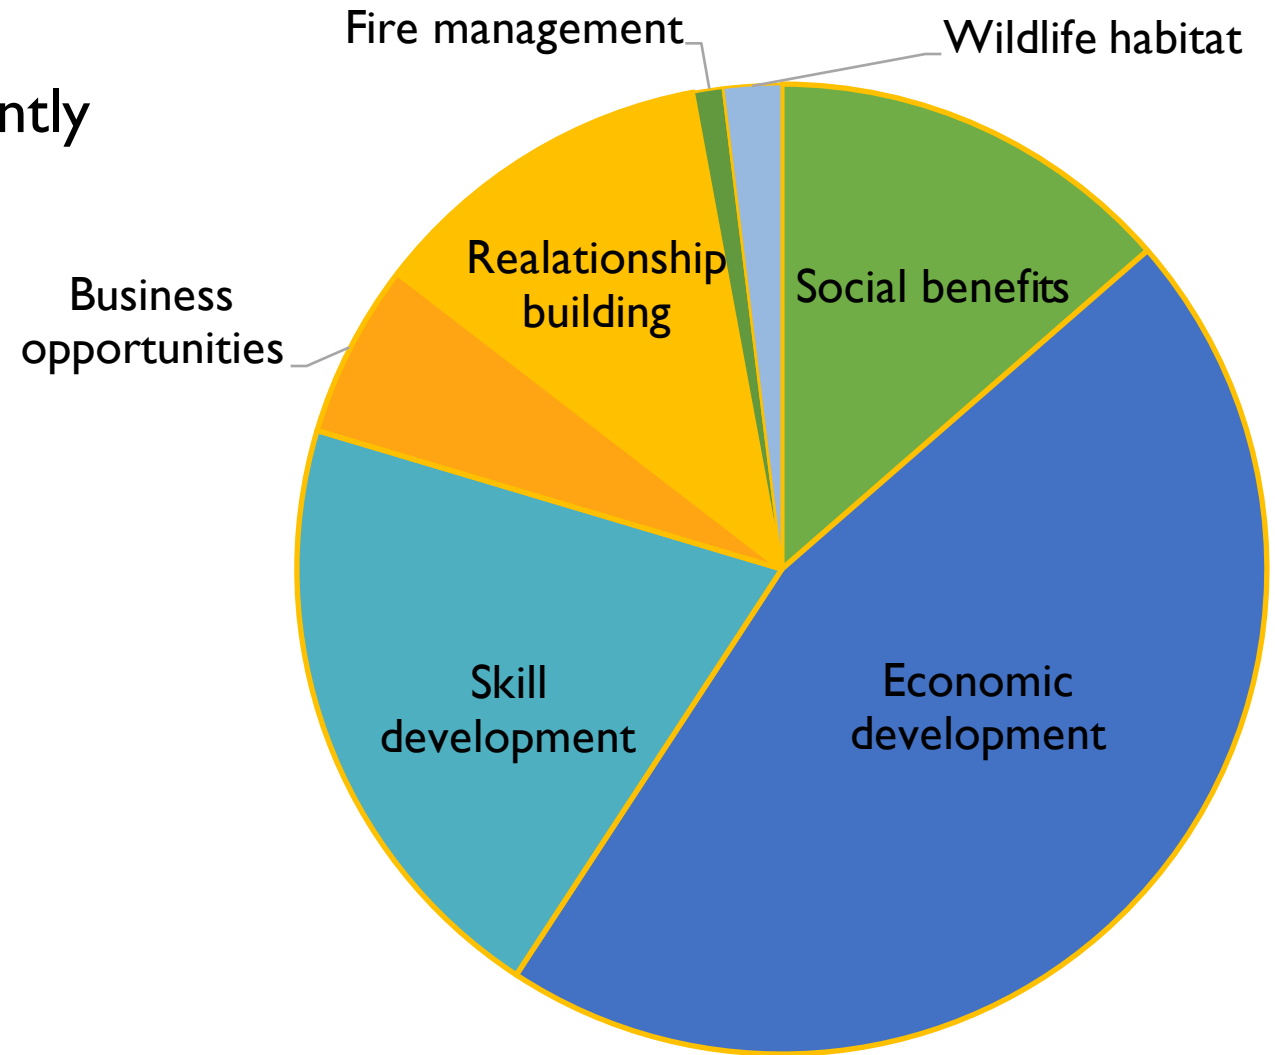 Fire management
Wildlife habitat
ntly
Realationship
building
Social benefits
Business
opportunities
Skill
development
Economic
development